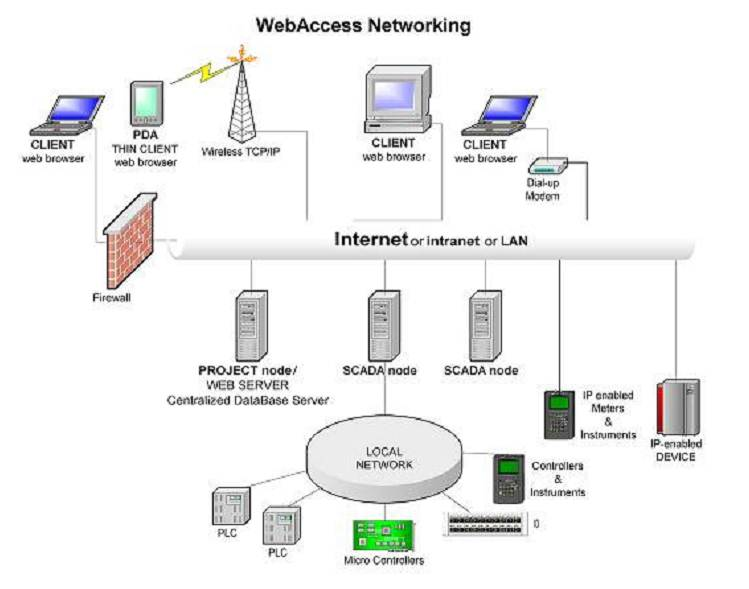 WebAccess Networking
CLIENT
web browser
PDA
THIN CLIENT
web browser
Wireless TCP/IP
CLIENT
web browser
CLIENT
web browser
Dial-up
Modem
Firewall
Internet or intranet or LAN
PROJECT node/
WEB SERVER
Centralized DataBase Server
SCADA node
SCADA node
IP enabled
Meters
&
Instruments
IP-enabled
DEVICE
LOCAL
NETWORK
Controllers
&
Instruments
PLC
PLC
Micro Controllers